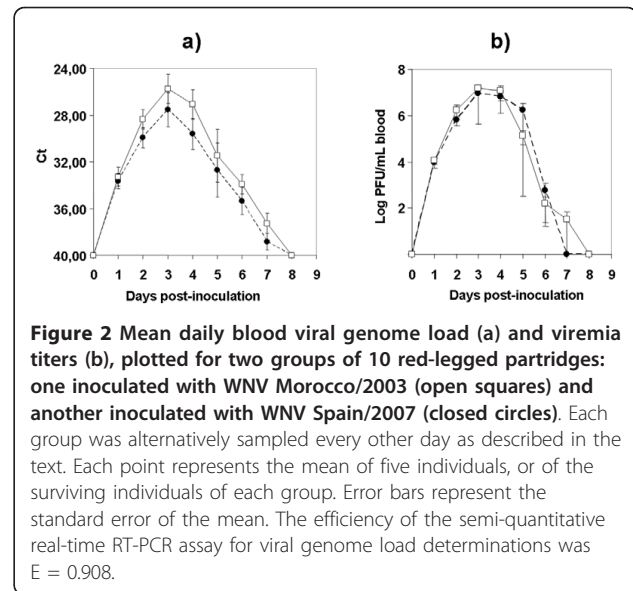 a)
24,00
28,00
32,00
36,00
40,00
Ct
0 1 2 3 4 5 6 7 8 9
Days post-inoculation
b)
8
6
4
2
Log PFU/mL blood
0 1 2 3 4 5 6 7 8 9
Days post-inoculation
Figure 2 Mean daily blood viral genome load (a) and viremia
titers (b), plotted for two groups of 10 red-legged partridges:
one inoculated with WNV Morocco/2003 (open squares) and
another inoculated with WNV Spain/2007 (closed circles). Each
group was alternatively sampled every other day as described in the
text. Each point represents the mean of five individuals, or of the
surviving individuals of each group. Error bars represent the
standard error of the mean. The efficiency of the semi-quantitative
real-time RT-PCR assay for viral genome load determinations was
E = 0.908.